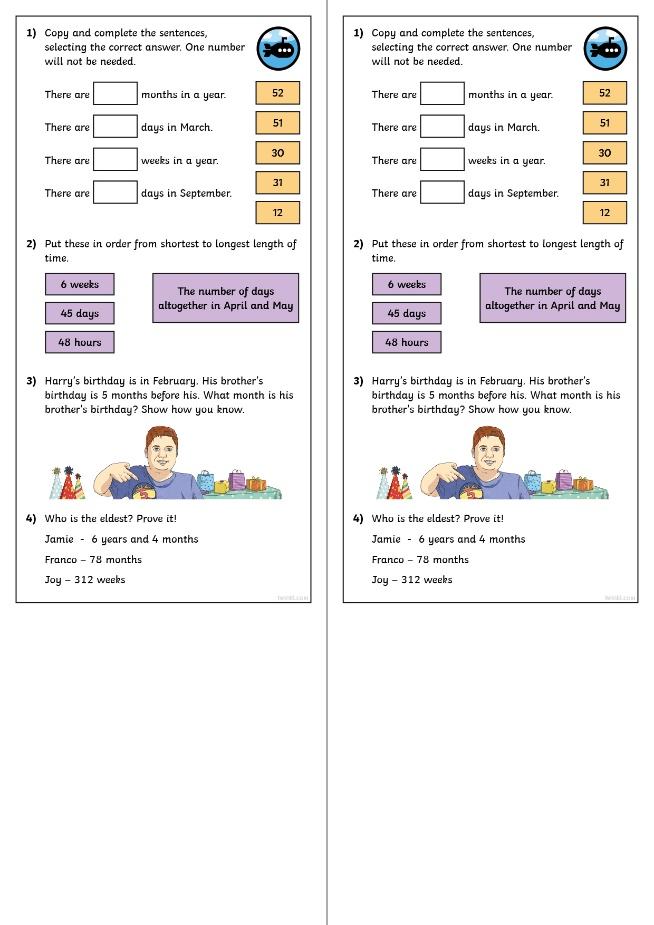 1) Copy and complete the sentences,
selecting the correct answer. One number
will not be needed.
There are months in a year.
There are days in March.
There are weeks in a year.
There are days in September.
52
51
30
31
12
2) Put these in order from shortest to longest length of
time.
6 weeks
45 days
48 hours
The number of days
altogether in April and May
3) Harry's birthday is in February. His brother's
birthday is 5 months before his. What month is his
brother's birthday? Show how you know.
5
4) Who is the eldest? Prove it!
Jamie - 6 years and 4 months
Franco – 78 months
Joy – 312 weeks
twinkl.com
1) Copy and complete the sentences,
selecting the correct answer. One number
will not be needed.
There are months in a year.
There are days in March.
There are weeks in a year.
There are days in September.
52
51
30
31
12
2) Put these in order from shortest to longest length of
time.
6 weeks
45 days
48 hours
The number of days
altogether in April and May
3) Harry's birthday is in February. His brother's
birthday is 5 months before his. What month is his
brother's birthday? Show how you know.
5
4) Who is the eldest? Prove it!
Jamie - 6 years and 4 months
Franco – 78 months
Joy – 312 weeks
twinkl.com